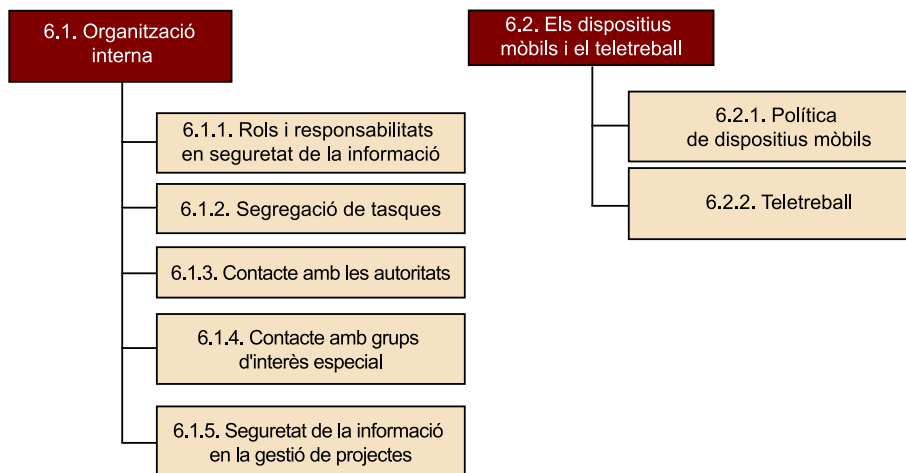 6.1. Organització
interna
6.1.1. Rols i responsabilitats
en seguretat de la informació
6.1.2. Segregació de tasques
6.1.3. Contacte amb les autoritats
6.1.4. Contacte amb grups
d'interès especial
6.1.5. Seguretat de la informació
en la gestió de projectes
6.2. Els dispositius
mòbils i el teletreball
6.2.1. Política
de dispositius mòbils
6.2.2. Teletreball